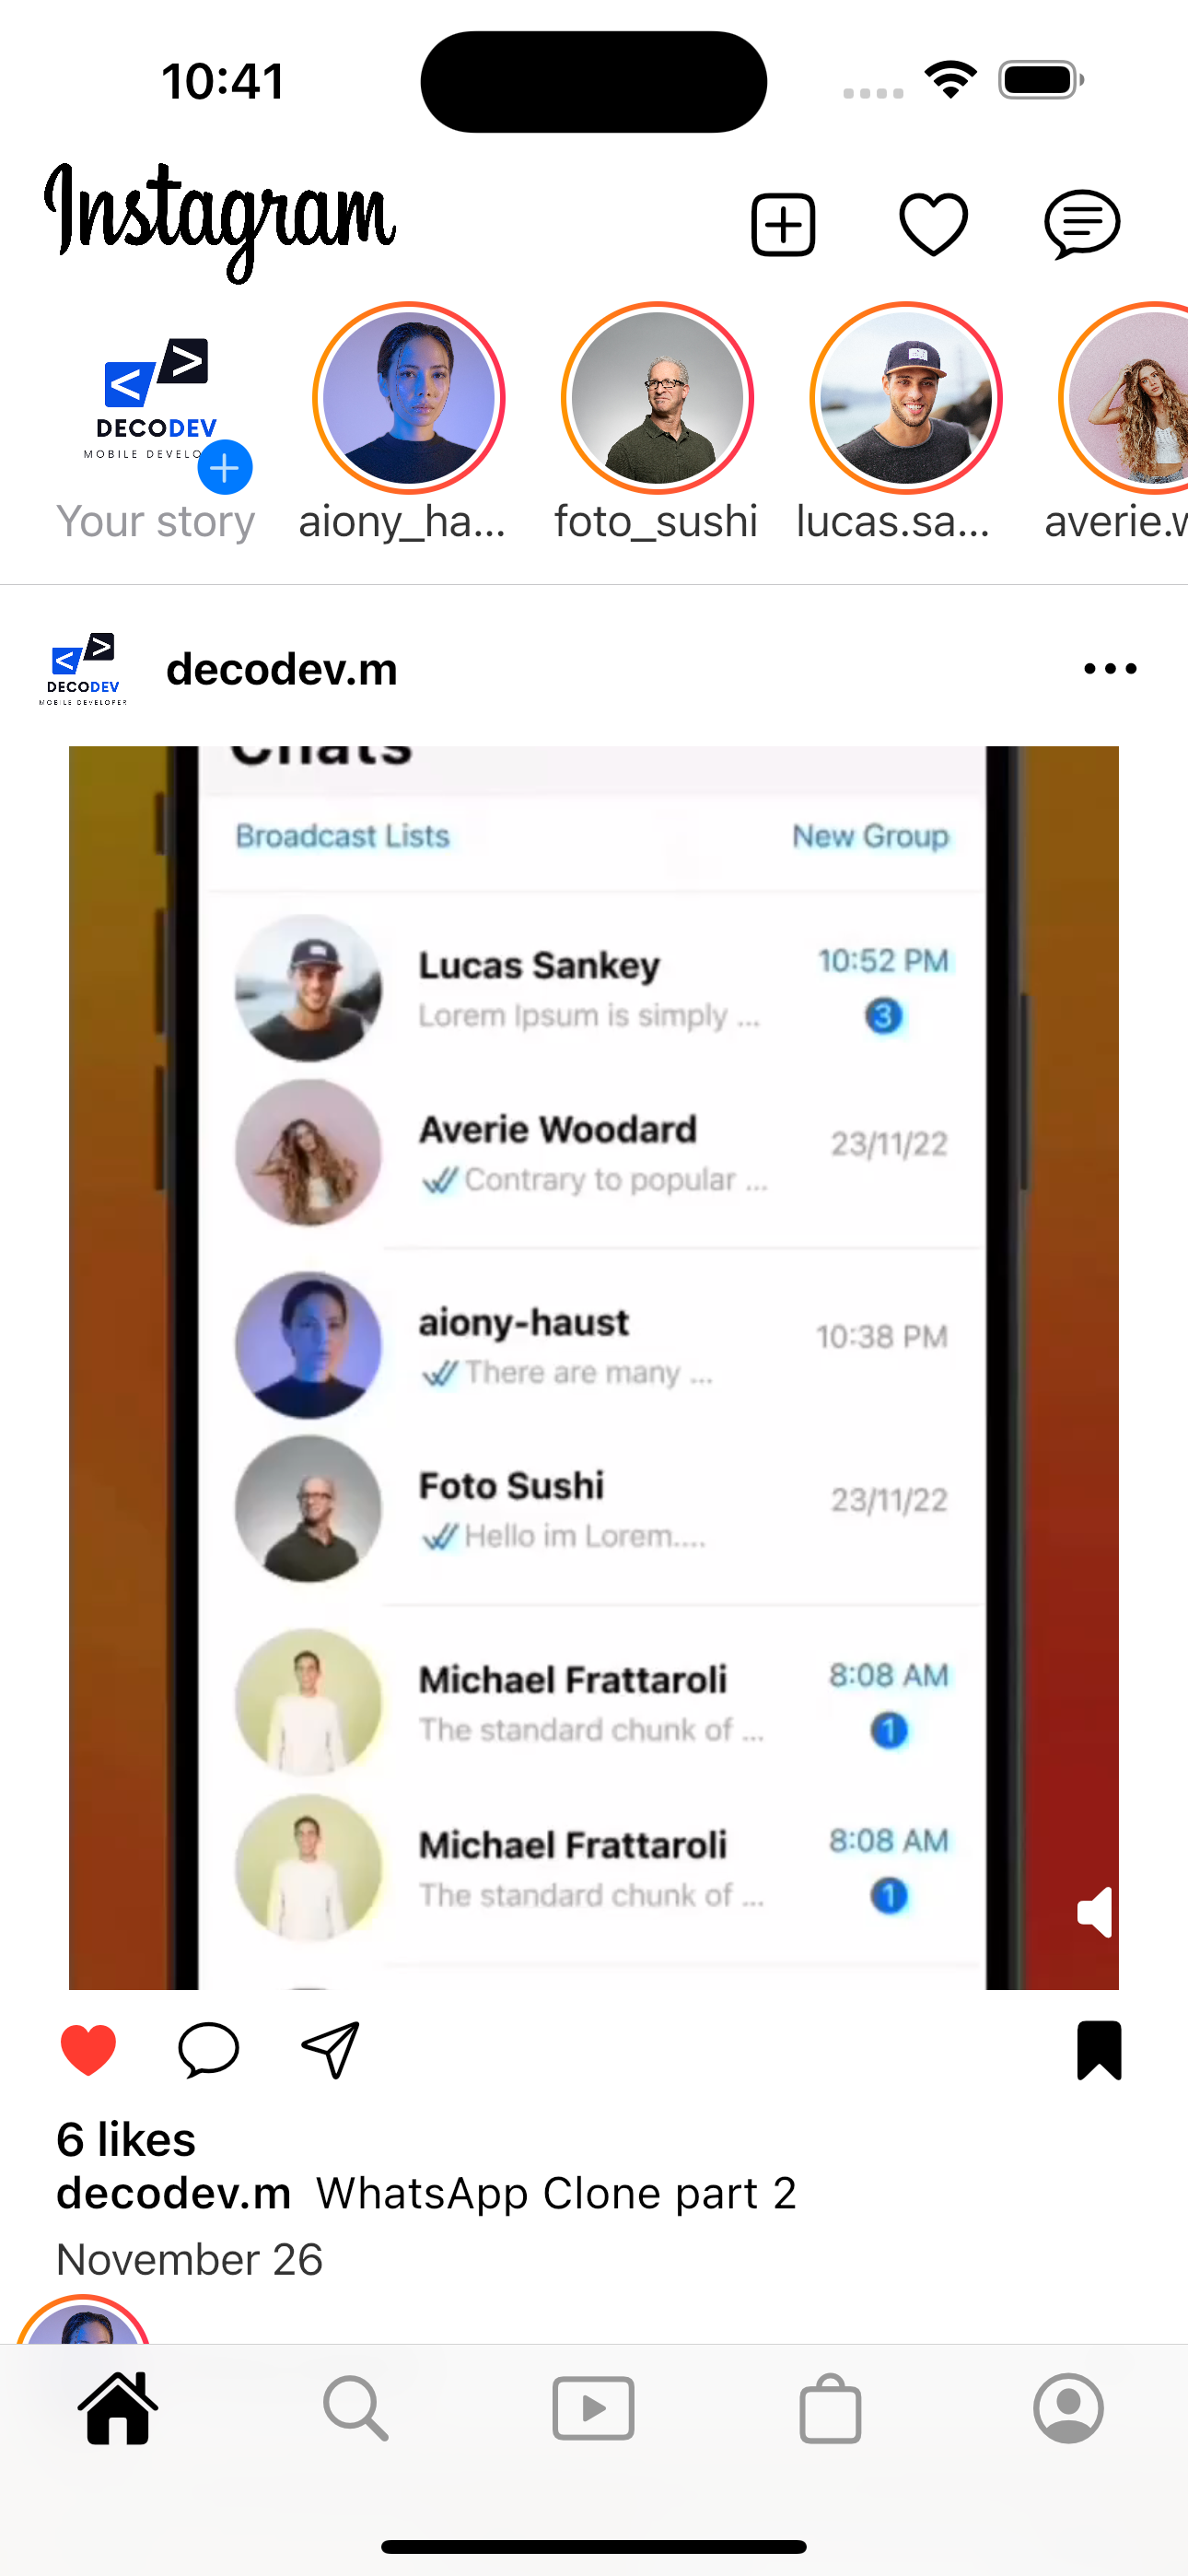 10:41
Instagram
< >
DECODEV
MOBILE DEVELO
Your story
aiony_ha...
foto_sushi
lucas.sa...
averie.w
< >
DECODEV
MOBILE DEVELOPER
decodev.m
Chats
Broadcast Lists
New Group
Lucas Sankey
10:52 PM
Lorem Ipsum is simply ...
3
Averie Woodard
23/11/22
Contrary to popular ...
aiony-haust
10:38 PM
There are many ...
Foto Sushi
23/11/22
Hello im Lorem....
Michael Frattaroli
8:08 AM
The standard chunk of ...
1
Michael Frattaroli
8:08 AM
The standard chunk of ...
1
6 likes
decodev.m WhatsApp Clone part 2
November 26